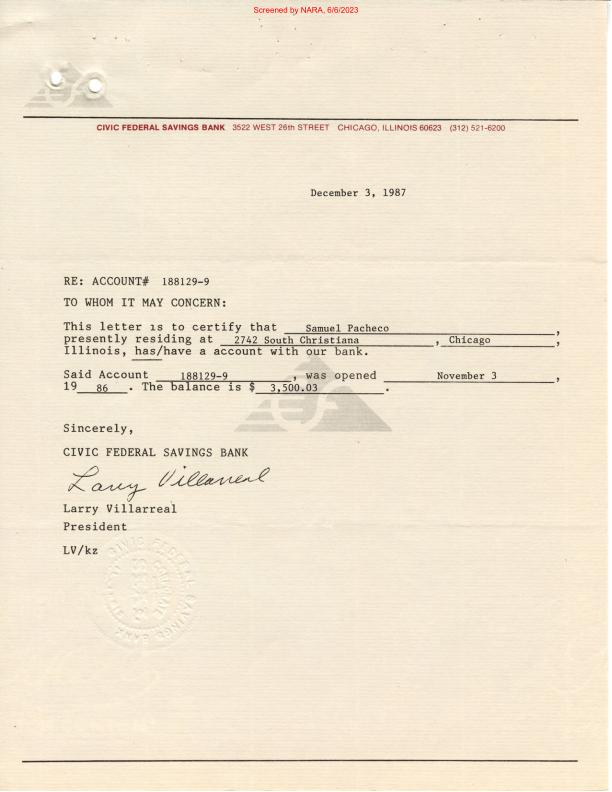 Screened by NARA, 6/6/2023
CIVIC FEDERAL SAVINGS BANK 3522 WEST 26th STREET CHICAGO, ILLINOIS 60623 (312) 521-6200
December 3, 1987
RE: ACCOUNT# 188129-9
TO WHOM IT MAY CONCERN:
This letter is to certify that Samuel Pacheco ,
presently residing at 2742 South Christiana , Chicago ,
Illinois, has/have a account with our bank.
Said Account 188129-9 , was opened November 3 ,
19 86 . The balance is $ 3,500.03 .
Sincerely,
CIVIC FEDERAL SAVINGS BANK
Larry Villarreal
Larry Villarreal
President
LV/kz
CIVIC FEDERAL SAVINGS BANK